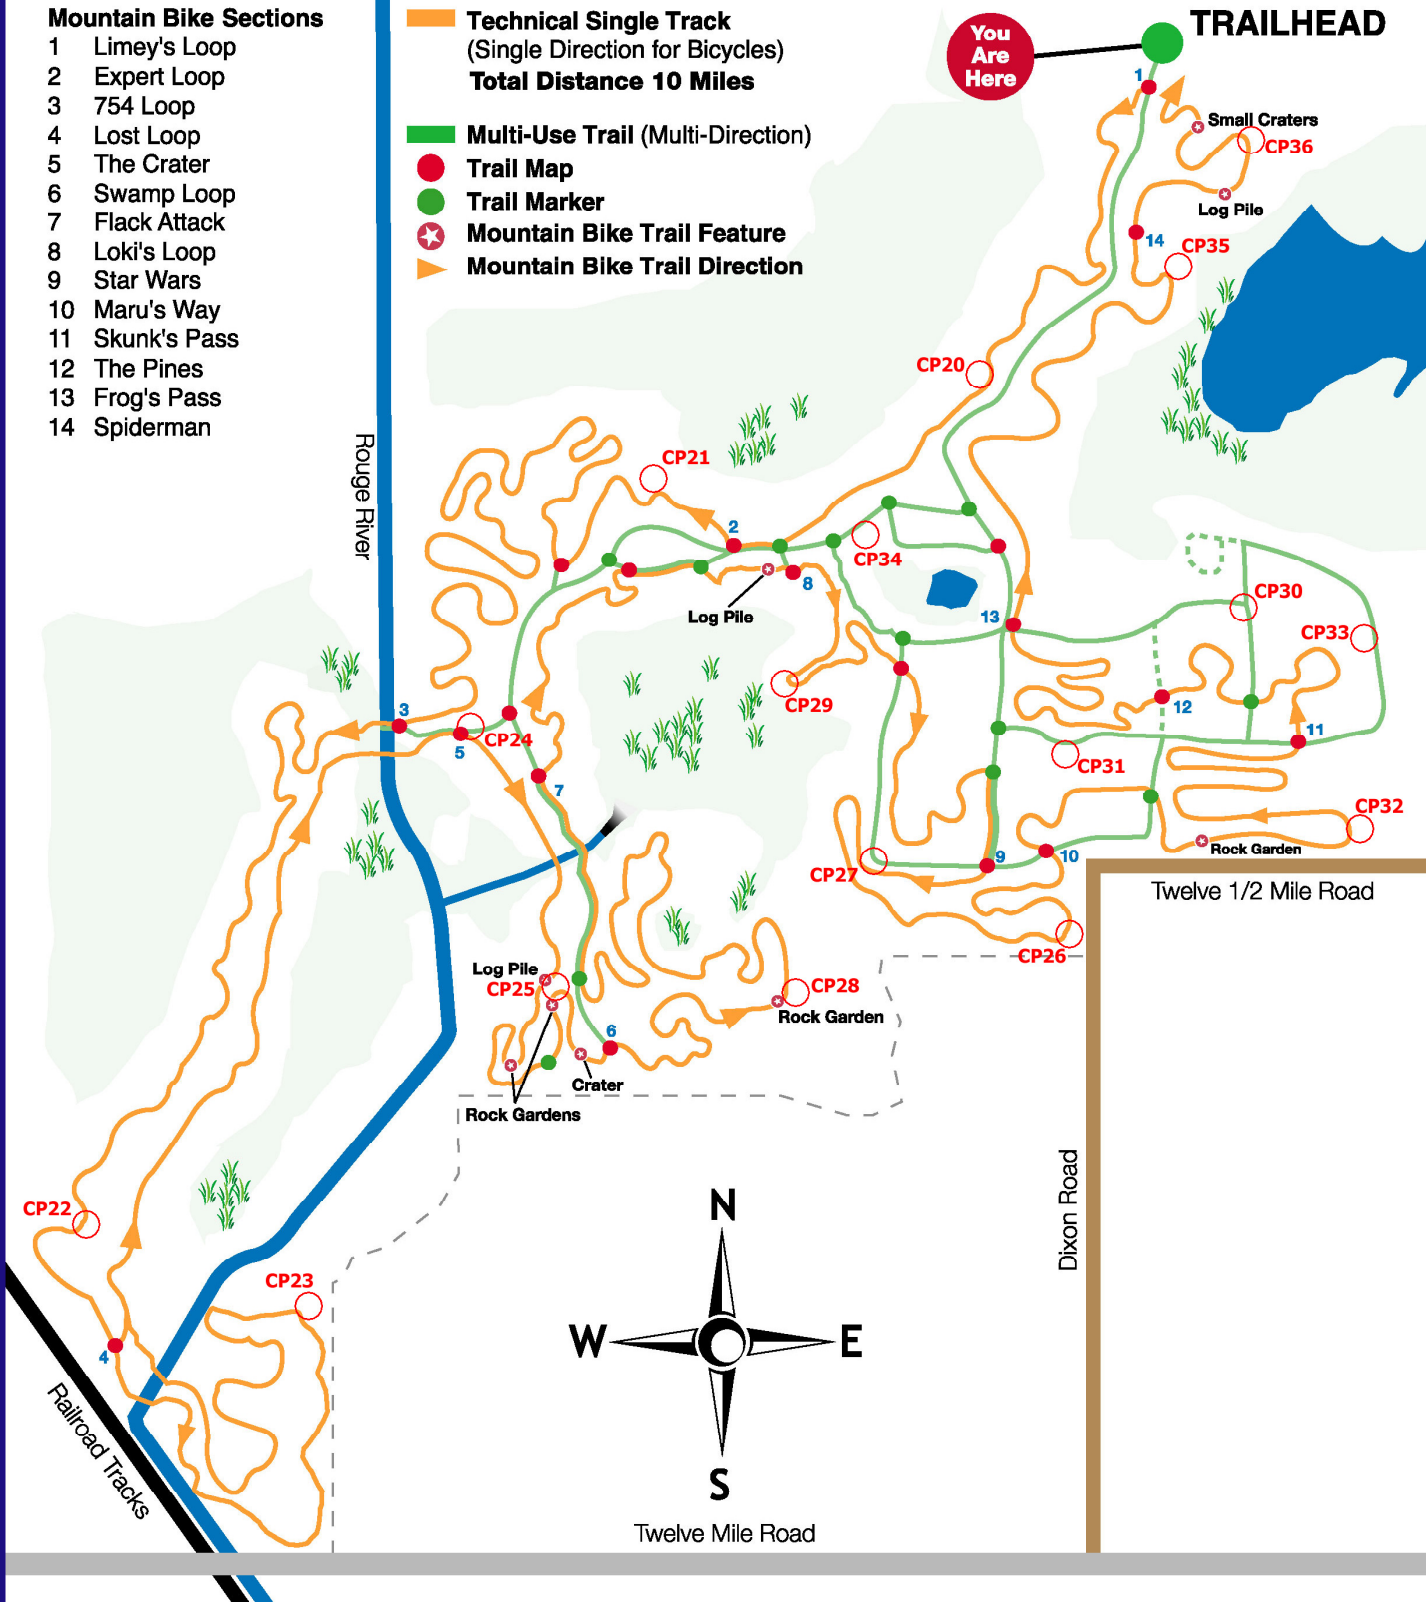 Mountain Bike Sections
1 Limey's Loop
2 Expert Loop
3 754 Loop
4 Lost Loop
5 The Crater
6 Swamp Loop
7 Flack Attack
8 Loki's Loop
9 Star Wars
10 Maru's Way
11 Skunk's Pass
12 The Pines
13 Frog's Pass
14 Spiderman
Technical Single Track
(Single Direction for Bicycles)
Total Distance 10 Miles
Multi-Use Trail (Multi-Direction)
Trail Map
Trail Marker
Mountain Bike Trail Feature
Mountain Bike Trail Direction
You
Are
Here
TRAILHEAD
1
Small Craters
CP36
Log Pile
14
CP35
CP20
Rouge River
CP21
2
CP34
8
Log Pile
13
CP30
CP33
CP29
12
3
CP24
5
11
CP31
7
CP32
Rock Garden
9
10
CP27
Twelve 1/2 Mile Road
CP26
Log Pile
CP25
CP28
Rock Garden
6
Crater
Rock Gardens
CP22
CP23
4
Railroad Tracks
Dixon Road
N
W
E
S
Twelve Mile Road